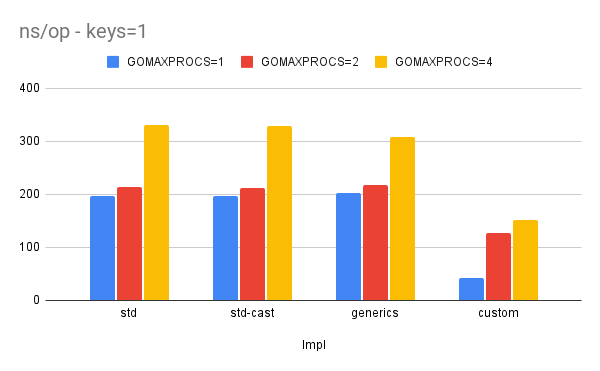 ns/op - keys=1
GOMAXPROCS=1 GOMAXPROCS=2 GOMAXPROCS=4
400
300
200
100
0
std std-cast generics custom
Impl